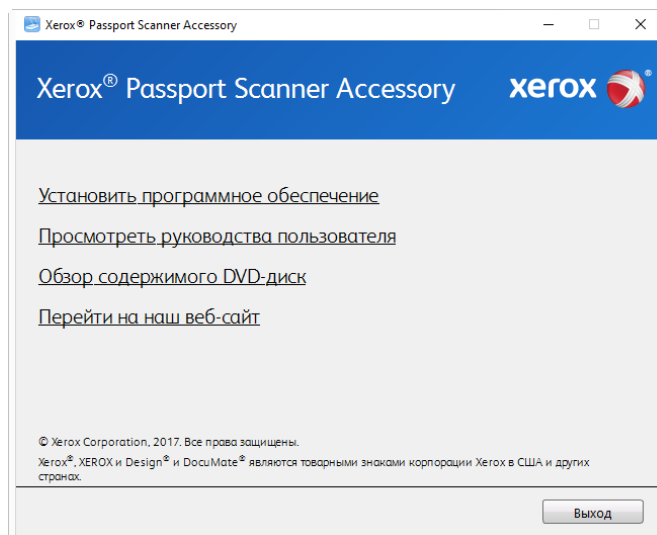 Xerox® Passport Scanner Accessory
Xerox® Passport Scanner Accessory
xerox®
Установить программное обеспечение
Просмотреть руководства пользователя
Обзор содержимого DVD-диск
Перейти на наш веб-сайт
© Xerox Corporation, 2017. Все права защищены.
Xerox®, XEROX и Design® и DocuMate® являются товарными знаками корпорации Xerox в США и других
странах.
Выход